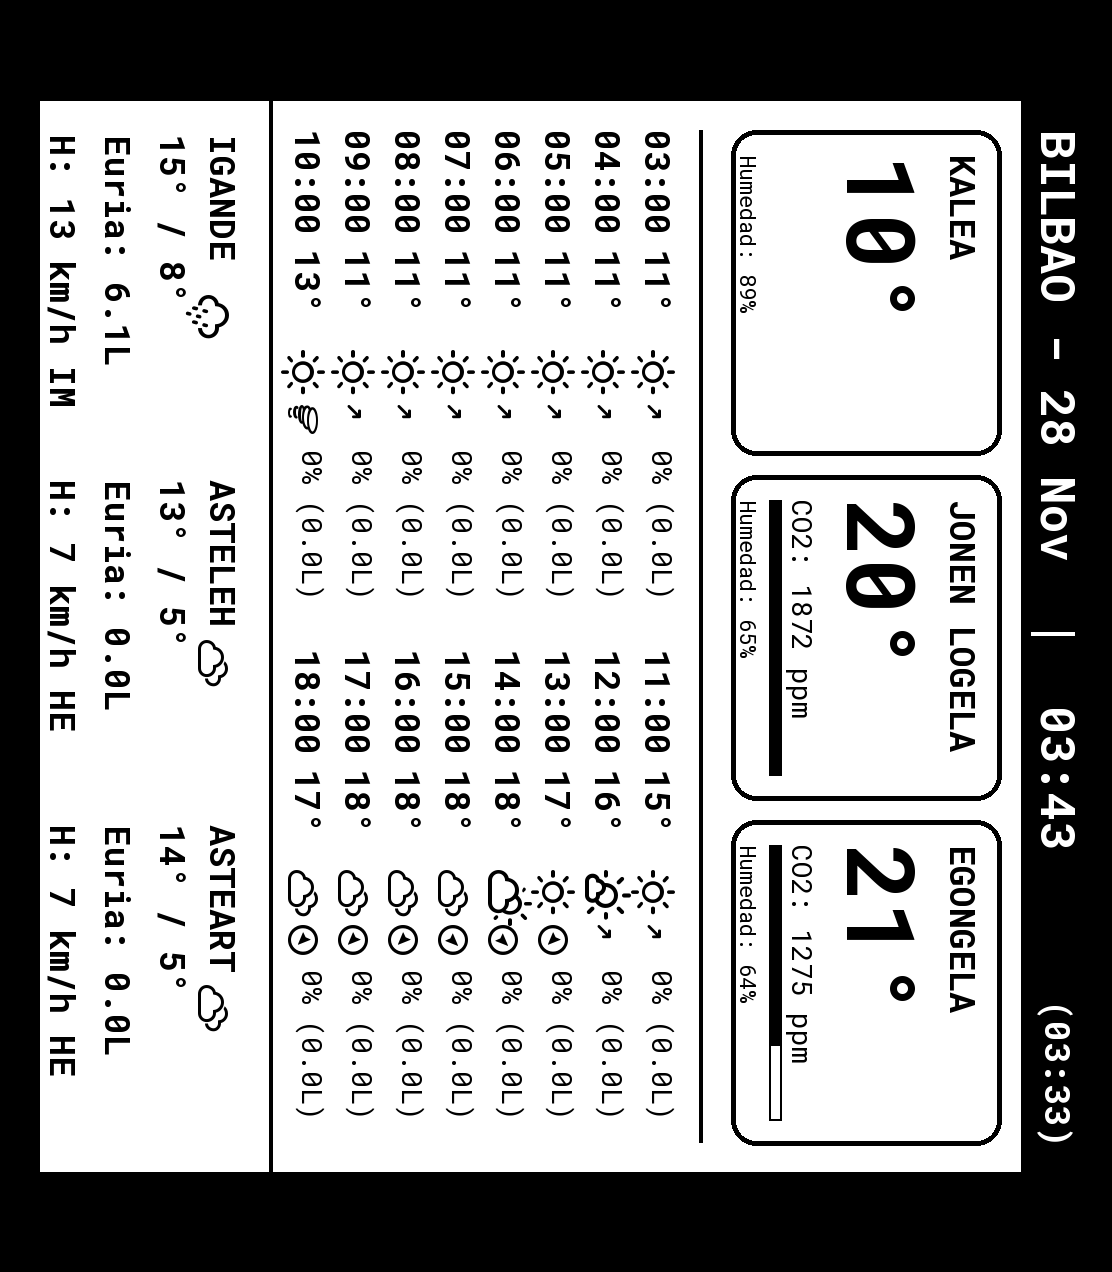 BILBAO - 28 Nov | 03:43 (03:33)
KALEA
10°
Humedad: 89%
JONEN LOGELA
20°
CO2: 1872 ppm
Humedad: 65%
EGONGELA
21°
CO2: 1275 ppm
Humedad: 64%
03:00 11° 0% (0.0L)
04:00 11° 0% (0.0L)
05:00 11° 0% (0.0L)
06:00 11° 0% (0.0L)
07:00 11° 0% (0.0L)
08:00 11° 0% (0.0L)
09:00 11° 0% (0.0L)
10:00 13° 0% (0.0L)
11:00 15° 0% (0.0L)
12:00 16° 0% (0.0L)
13:00 17° 0% (0.0L)
14:00 18° 0% (0.0L)
15:00 18° 0% (0.0L)
16:00 18° 0% (0.0L)
17:00 18° 0% (0.0L)
18:00 17° 0% (0.0L)
IGANDE
15° / 8°
Euria: 6.1L
H: 13 km/h IM
ASTELEH
13° / 5°
Euria: 0.0L
H: 7 km/h HE
ASTEART
14° / 5°
Euria: 0.0L
H: 7 km/h HE